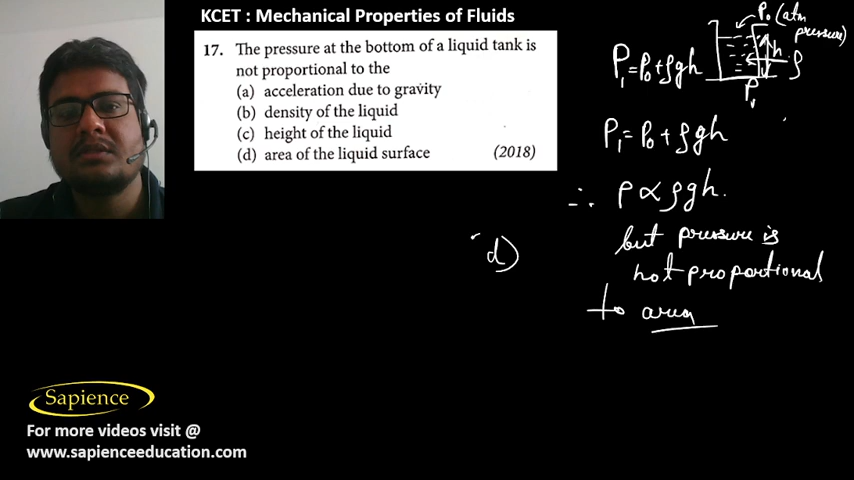 KCET : Mechanical Properties of Fluids
17. The pressure at the bottom of a liquid tank is
not proportional to the
(a) acceleration due to gravity
(b) density of the liquid
(c) height of the liquid
(d) area of the liquid surface (2018)
P₀ (atm
pressure)
P₁=P₀+ρgh
h
ρ
P₁
P₁=P₀+ρgh
∴ P∝ρgh.
but pressure is
not proportional
to area
d)
Sapience
For more videos visit @
www.sapienceeducation.com